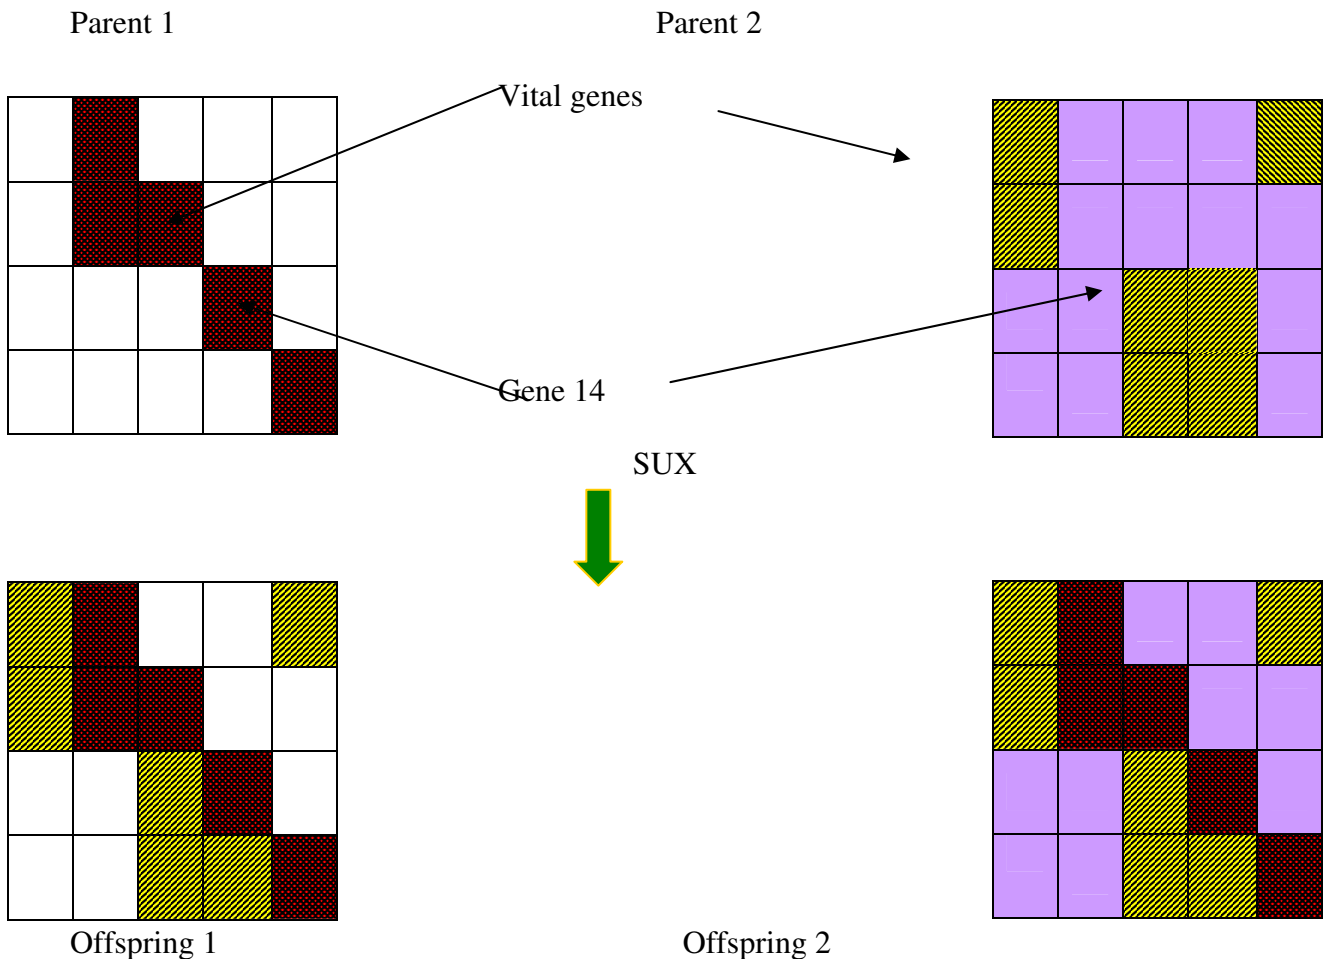 Parent 1 Parent 2
Vital genes
Gene 14
SUX
Offspring 1 Offspring 2